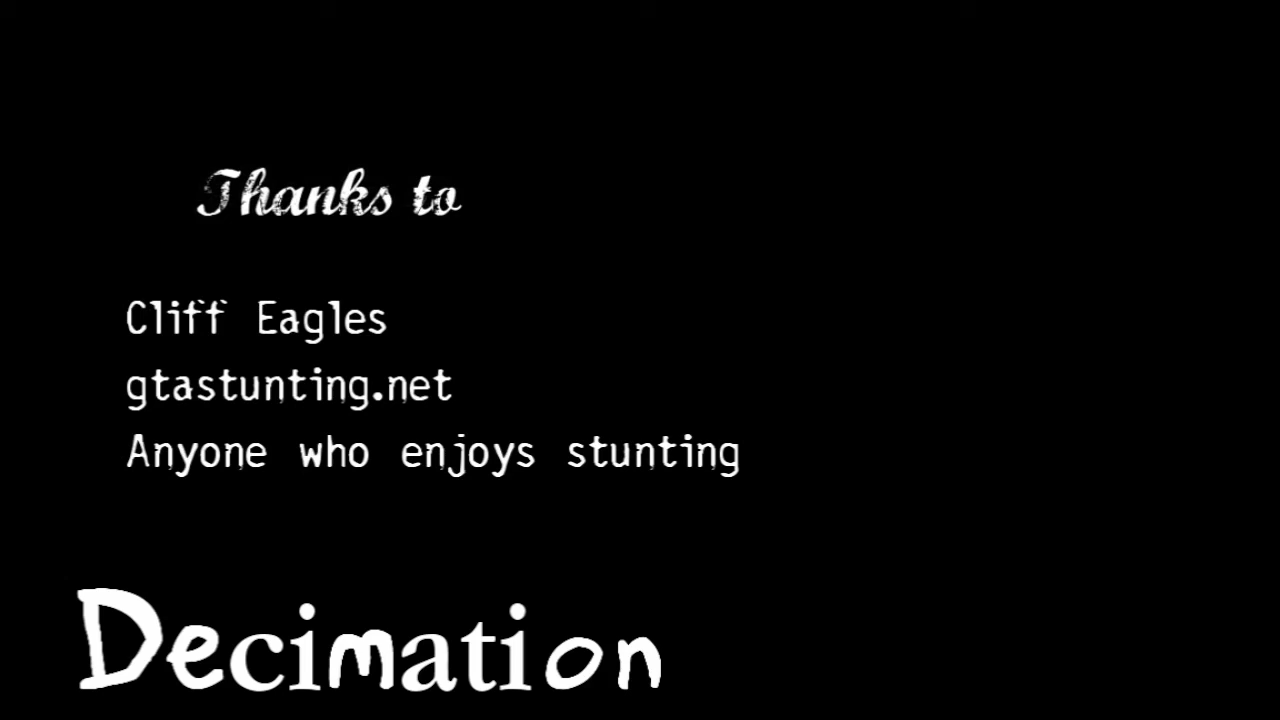 Thanks to
Cliff Eagles
gtastunting.net
Anyone who enjoys stunting
Decimation